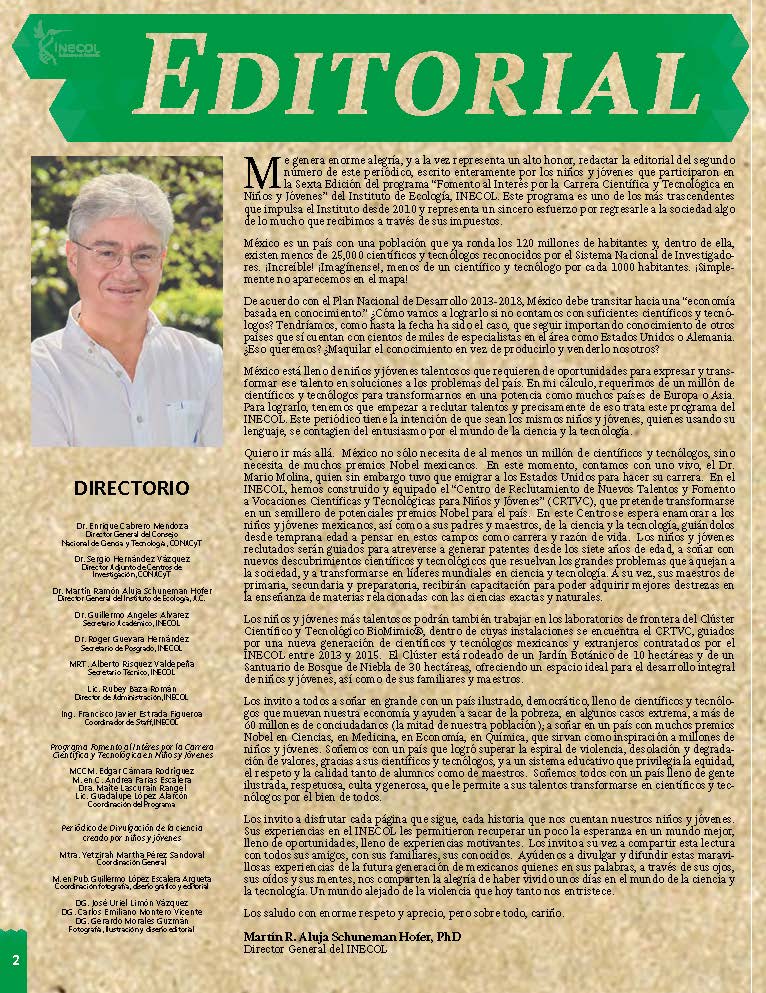 INECOL
EDITORIAL
Me genera enorme alegría, y a la vez representa un alto honor, redactar la editorial del segundo
número de este periódico, escrito enteramente por los niños y jóvenes que participaron en
la Sexta Edición del programa “Fomento al Interés por la Carrera Científica y Tecnológica en
Niños y Jóvenes” del Instituto de Ecología, INECOL. Este programa es uno de los más trascendentes
que impulsa el Instituto desde 2010 y representa un sincero esfuerzo por regresarle a la sociedad algo
de lo mucho que recibimos a través de sus impuestos.
México es un país con una población que ya ronda los 120 millones de habitantes y, dentro de ella,
existen menos de 25,000 científicos y tecnólogos reconocidos por el Sistema Nacional de Investigado-
res. ¡Increíble! ¡Imagínense!, menos de un científico y tecnólogo por cada 1000 habitantes. ¡Simple-
mente no aparecemos en el mapa!
De acuerdo con el Plan Nacional de Desarrollo 2013-2018, México debe transitar hacia una “economía
basada en conocimiento.” ¿Cómo vamos a lograrlo si no contamos con suficientes científicos y tecnó-
logos? Tendríamos, como hasta la fecha ha sido el caso, que seguir importando conocimiento de otros
países que sí cuentan con cientos de miles de especialistas en el área como Estados Unidos o Alemania.
¿Eso queremos? ¿Maquilar el conocimiento en vez de producirlo y venderlo nosotros?
México está lleno de niños y jóvenes talentosos que requieren de oportunidades para expresar y trans-
formar ese talento en soluciones a los problemas del país. En mi cálculo, requerimos de un millón de
científicos y tecnólogos para transformarnos en una potencia como muchos países de Europa o Asia.
Para lograrlo, tenemos que empezar a reclutar talentos y precisamente de eso trata este programa del
INECOL. Este periódico tiene la intención de que sean los mismos niños y jóvenes, quienes usando su
lenguaje, se contagien del entusiasmo por el mundo de la ciencia y la tecnología.
Quiero ir más allá. México no sólo necesita de al menos un millón de científicos y tecnólogos, sino
necesita de muchos premios Nobel mexicanos. En este momento, contamos con uno vivo, el Dr.
Mario Molina, quien sin embargo tuvo que emigrar a los Estados Unidos para hacer su carrera. En el
INECOL, hemos construido y equipado el “Centro de Reclutamiento de Nuevos Talentos y Fomento
a Vocaciones Científicas y Tecnológicas para Niños y Jóvenes” (CRTVC), que pretende transformarse
en un semillero de potenciales premios Nobel para el país. En este Centro se espera enamorar a los
niños y jóvenes mexicanos, así como a sus padres y maestros, de la ciencia y la tecnología, guiándolos
desde temprana edad a pensar en estos campos como carrera y razón de vida. Los niños y jóvenes
reclutados serán guiados para atreverse a generar patentes desde los siete años de edad, a soñar con
nuevos descubrimientos científicos y tecnológicos que resuelvan los grandes problemas que aquejan a
la sociedad, y a transformarse en líderes mundiales en ciencia y tecnología. A su vez, sus maestros de
primaria, secundaria y preparatoria, recibirán capacitación para poder adquirir mejores destrezas en
la enseñanza de materias relacionadas con las ciencias exactas y naturales.
Los niños y jóvenes más talentosos podrán también trabajar en los laboratorios de frontera del Clúster
Científico y Tecnológico BioMimic®, dentro de cuyas instalaciones se encuentra el CRTVC, guiados
por una nueva generación de científicos y tecnólogos mexicanos y extranjeros contratados por el
INECOL entre 2013 y 2015. El Clúster está rodeado de un Jardín Botánico de 10 hectáreas y de un
Santuario de Bosque de Niebla de 30 hectáreas, ofreciendo un espacio ideal para el desarrollo integral
de niños y jóvenes, así como de sus familiares y maestros.
Los invito a todos a soñar en grande con un país ilustrado, democrático, lleno de científicos y tecnólo-
gos que muevan nuestra economía y ayuden a sacar de la pobreza, en algunos casos extrema, a más de
60 millones de conciudadanos (la mitad de nuestra población); a soñar en un país con muchos premios
Nobel en Ciencias, en Medicina, en Economía, en Química, que sirvan como inspiración a millones de
niños y jóvenes. Soñemos con un país que logró superar la espiral de violencia, desolación y degrada-
ción de valores, gracias a sus científicos y tecnólogos, y a un sistema educativo que privilegia la equidad,
el respeto y la calidad tanto de alumnos como de maestros. Soñemos todos con un país lleno de gente
ilustrada, respetuosa, culta y generosa, que le permite a sus talentos transformarse en científicos y tec-
nólogos por el bien de todos.
Los invito a disfrutar cada página que sigue, cada historia que nos cuentan nuestros niños y jóvenes.
Sus experiencias en el INECOL les permitieron recuperar un poco la esperanza en un mundo mejor,
lleno de oportunidades, lleno de experiencias motivantes. Los invito a su vez a compartir esta lectura
con todos sus amigos, con sus familiares, sus conocidos. Ayúdenos a divulgar y difundir estas maravi-
llosas experiencias de la futura generación de mexicanos quienes en sus palabras, a través de sus ojos,
sus oídos y sus mentes, nos comparten la alegría de haber vivido unos días en el mundo de la ciencia y
la tecnología. Un mundo alejado de la violencia que hoy tanto nos entristece.
Los saludo con enorme respeto y aprecio, pero sobre todo, cariño.
Martín R. Aluja Schuneman Hofer, PhD
Director General del INECOL
DIRECTORIO
Dr. Enrique Cabrero Mendoza
Director General del Consejo
Nacional de Ciencia y Tecnología, CONACyT
Dr. Sergio Hernández Vázquez
Director Adjunto de Centros de
Investigación, CONACyT
Dr. Martín Ramón Aluja Schuneman Hofer
Director General del Instituto de Ecología, A.C.
Dr. Guillermo Angeles Alvarez
Secretario Académico, INECOL
Dr. Roger Guevara Hernández
Secretario de Posgrado, INECOL
MRT. Alberto Risquez Valdepeña
Secretario Técnico, INECOL
Lic. Rubey Baza Román
Director de Administración, INECOL
Ing. Francisco Javier Estrada Figueroa
Coordinador de Staff, INECOL
Programa Fomento al Intéres por la Carrera
Científica y Tecnológica en Niños y Jóvenes
MCCM. Edgar Cámara Rodríguez
M. en C. Andrea Farias Escalera
Dra. Maite Lascurain Rangel
Lic. Guadalupe López Alarcón
Coordinación del Programa
Periódico de Divulgación de la ciencia
creado por niños y jóvenes
Mtra. Yetzirah Martha Pérez Sandoval
Coordinación General
M. en Pub. Guillermo López Escalera Argueta
Coordinación fotografía, diseño gráfico y editorial
DG. José Uriel Limón Vázquez
DG. Carlos Emiliano Montero Vicente
DG. Gerardo Morales Guzmán
Fotografía, Ilustración y diseño editorial
2